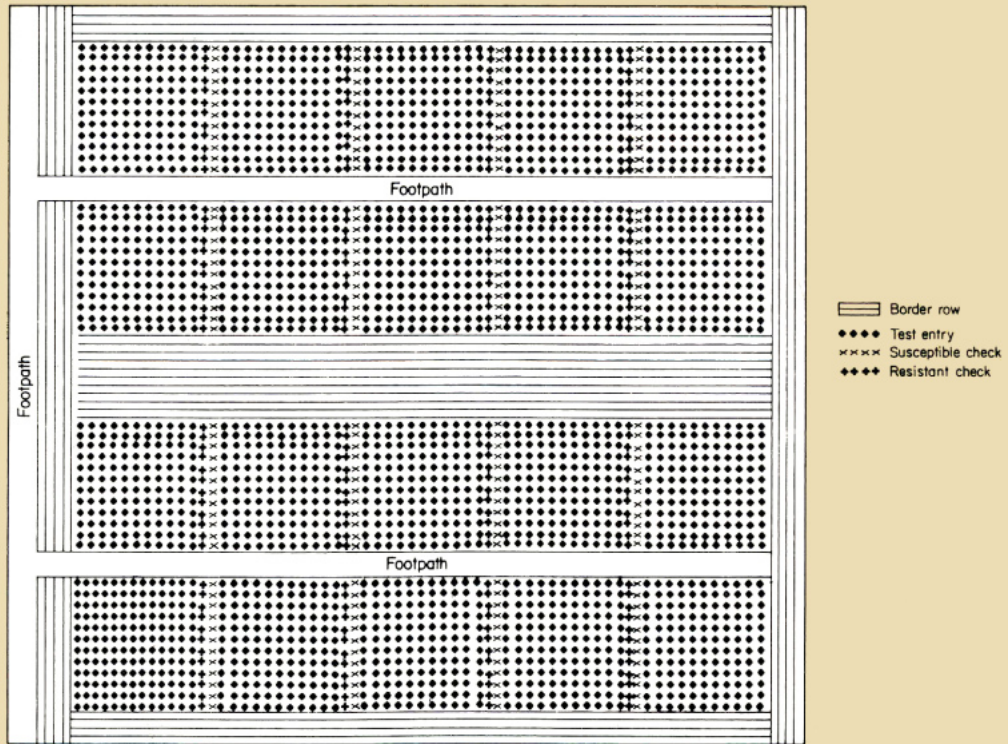 Footpath
Footpath
Footpath
Border row
Test entry
Susceptible check
Resistant check